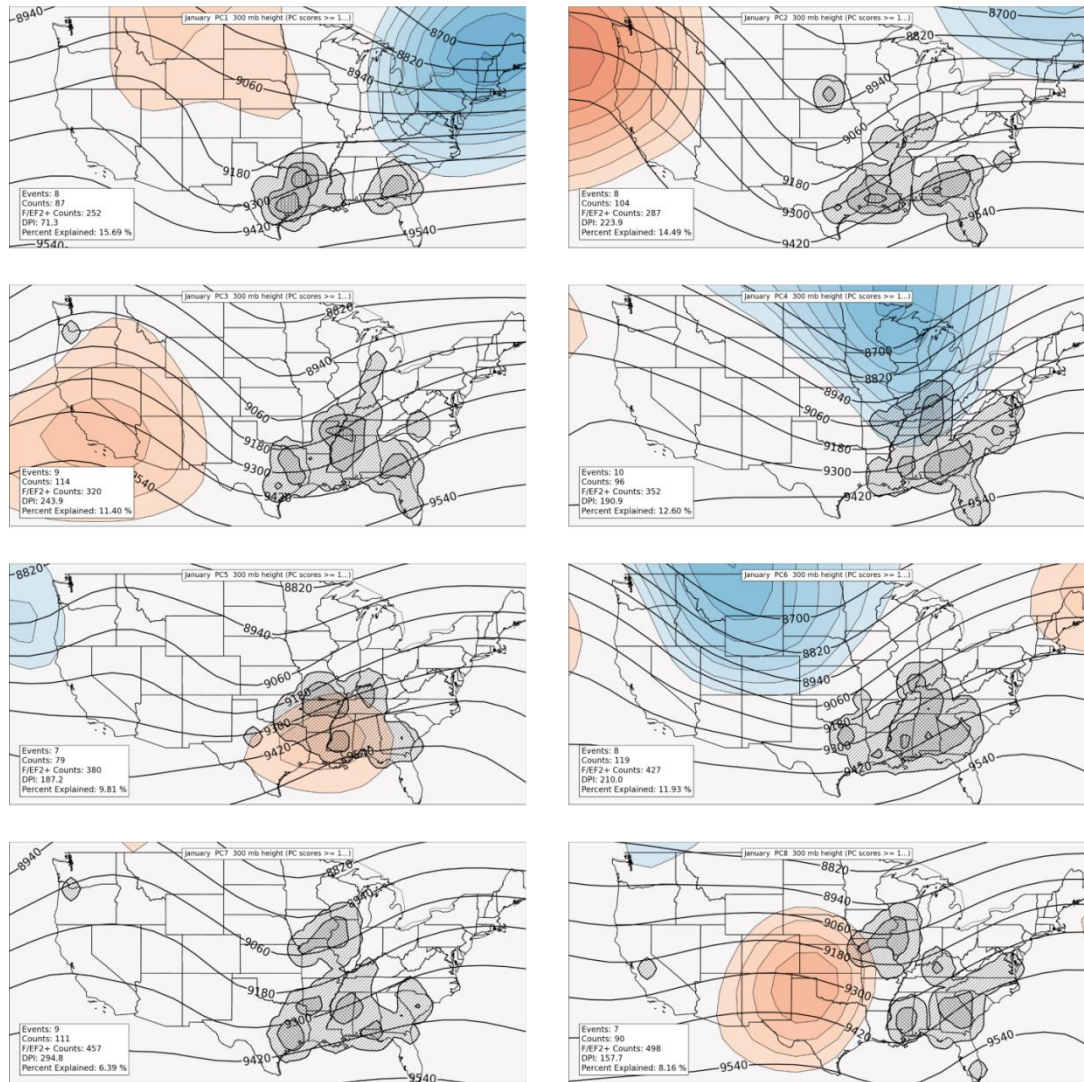 January PC1 300 mb height (PC scores >= 1...)
8940
8700
8820
8940
9060
9180
9300
9420
9540
9540
Events: 8
Counts: 87
F/EF2+ Counts: 252
DPI: 71.3
Percent Explained: 15.69 %
January PC2 300 mb height (PC scores >= 1...)
8820
8940
9060
9180
9300
9420
9540
Events: 8
Counts: 104
F/EF2+ Counts: 287
DPI: 223.9
Percent Explained: 14.49 %
January PC3 300 mb height (PC scores >= 1...)
8820
8940
9060
9180
9300
9420
9540
9540
Events: 9
Counts: 114
F/EF2+ Counts: 320
DPI: 243.9
Percent Explained: 11.40 %
January PC4 300 mb height (PC scores >= 1...)
8700
8820
8940
9060
9180
9300
9420
9540
Events: 10
Counts: 96
F/EF2+ Counts: 352
DPI: 190.9
Percent Explained: 12.60 %
January PC5 300 mb height (PC scores >= 1...)
8820
8820
8940
9060
9180
9300
9420
9540
Events: 7
Counts: 79
F/EF2+ Counts: 380
DPI: 187.2
Percent Explained: 9.81 %
January PC6 300 mb height (PC scores >= 1...)
8700
8820
8940
9060
9180
9300
9420
9540
Events: 8
Counts: 119
F/EF2+ Counts: 427
DPI: 210.0
Percent Explained: 11.93 %
January PC7 300 mb height (PC scores >= 1...)
8940
8820
8940
9060
9180
9300
9420
Events: 9
Counts: 111
F/EF2+ Counts: 457
DPI: 294.8
Percent Explained: 6.39 %
January PC8 300 mb height (PC scores >= 1...)
8820
8940
9060
9180
9300
9420
9540
9540
Events: 7
Counts: 90
F/EF2+ Counts: 498
DPI: 157.7
Percent Explained: 8.16 %